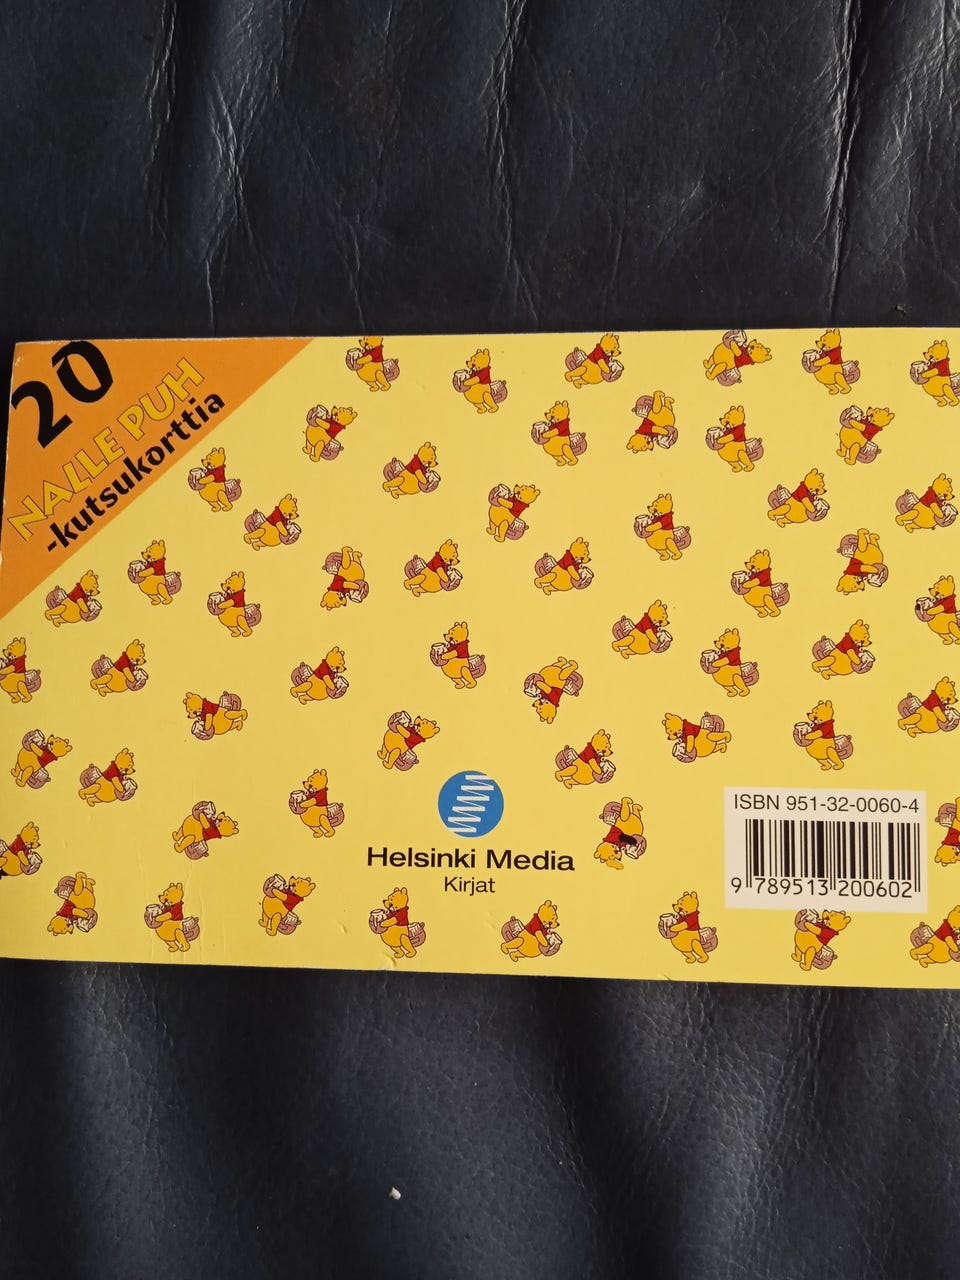 20
NALLE PUH
-kutsukorttia
Helsinki Media
Kirjat
ISBN 951-32-0060-4
9 789513 200602